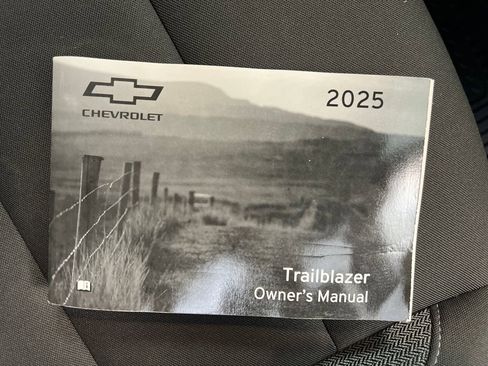 CHEVROLET
2025
Trailblazer
Owner's Manual